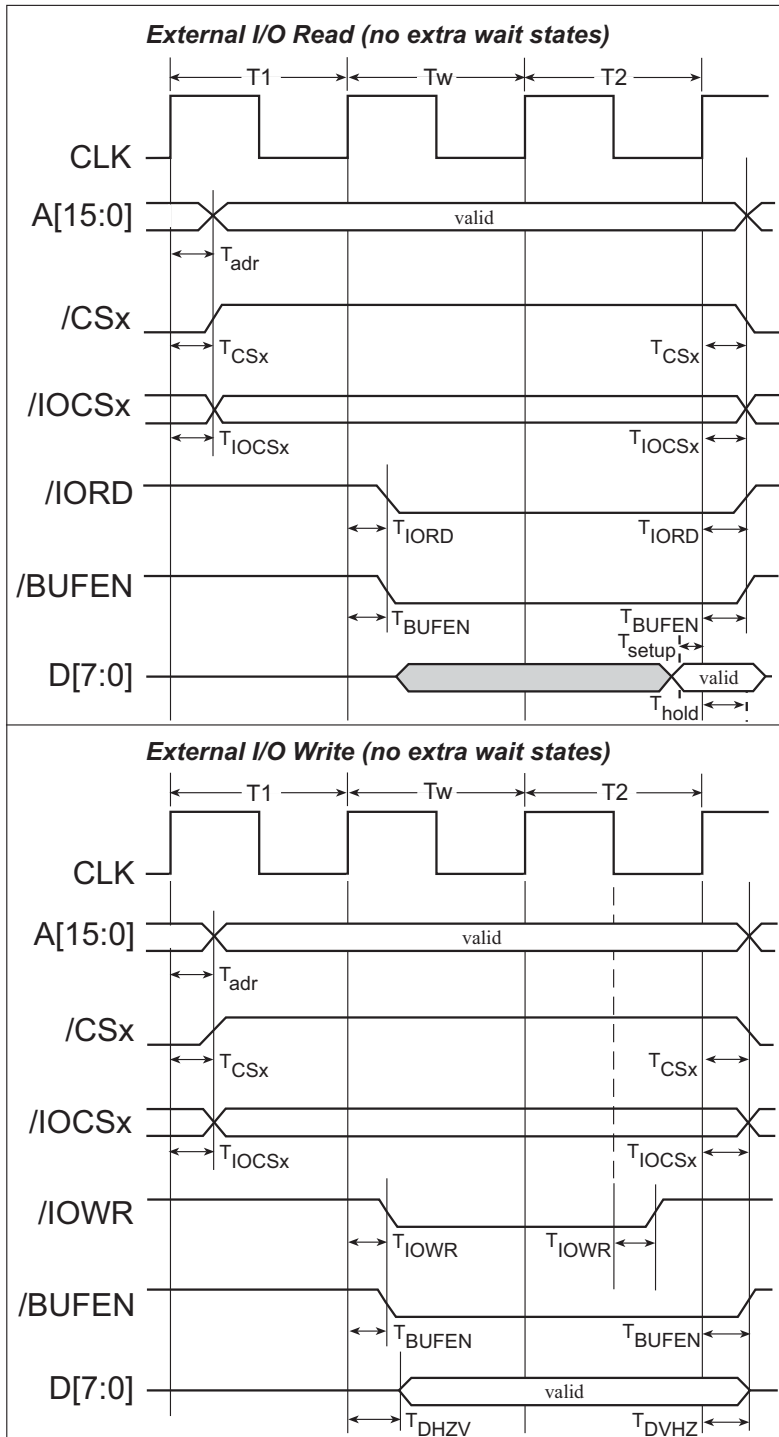 External I/O Read (no extra wait states)
T1 Tw T2
CLK
A[15:0] valid
Tadr
/CSx
TCSx TCSx
/IOCSx
TIOCSx TIOCSx
/IORD
TIORD TIORD
/BUFEN
TBUFEN TBUFEN
Tsetup
D[7:0] valid
Thold
External I/O Write (no extra wait states)
T1 Tw T2
CLK
A[15:0] valid
Tadr
/CSx
TCSx TCSx
/IOCSx
TIOCSx TIOCSx
/IOWR
TIOWR TIOWR
/BUFEN
TBUFEN TBUFEN
D[7:0] valid
TDHZV TDVHZ